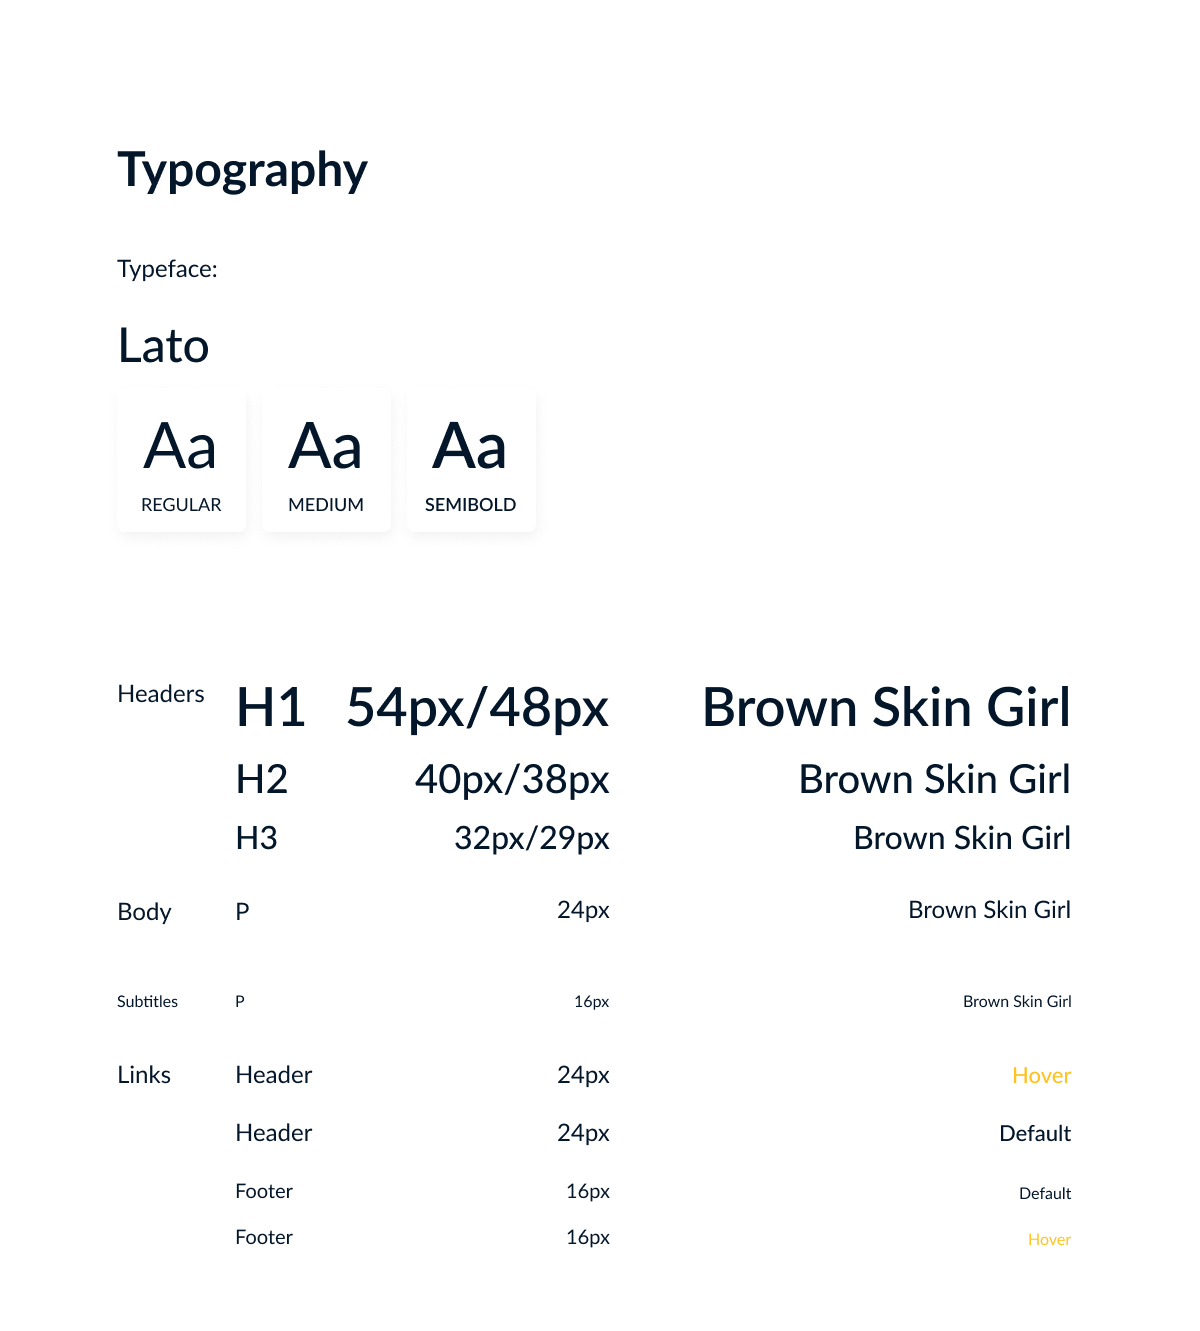 Typography
Typeface:
Lato
Aa Aa Aa
REGULAR MEDIUM SEMIBOLD
Headers H1 54px/48px Brown Skin Girl
H2 40px/38px Brown Skin Girl
H3 32px/29px Brown Skin Girl
Body P 24px Brown Skin Girl
Subtitles P 16px Brown Skin Girl
Links Header 24px Hover
Header 24px Default
Footer 16px Default
Footer 16px Hover